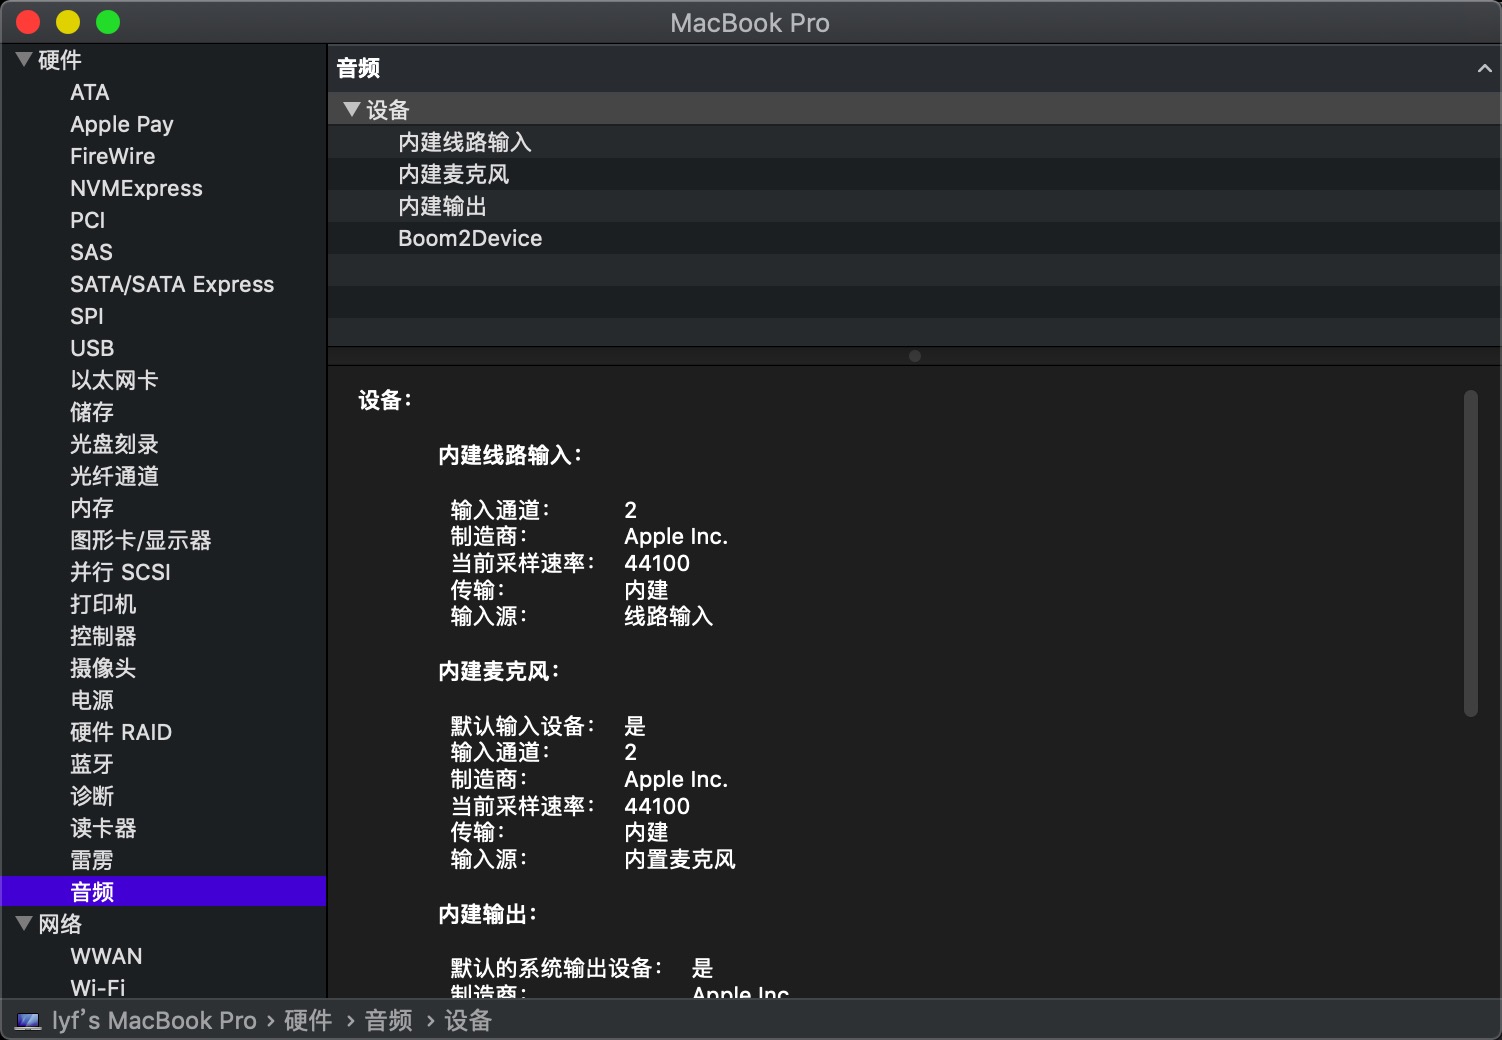 MacBook Pro
硬件
ATA
Apple Pay
FireWire
NVMExpress
PCI
SAS
SATA/SATA Express
SPI
USB
以太网卡
储存
光盘刻录
光纤通道
内存
图形卡/显示器
并行 SCSI
打印机
控制器
摄像头
电源
硬件 RAID
蓝牙
诊断
读卡器
雷雳
音频
网络
WWAN
Wi-Fi
音频
设备
内建线路输入
内建麦克风
内建输出
Boom2Device
设备：
内建线路输入：
输入通道： 2
制造商： Apple Inc.
当前采样速率： 44100
传输： 内建
输入源： 线路输入
内建麦克风：
默认输入设备： 是
输入通道： 2
制造商： Apple Inc.
当前采样速率： 44100
传输： 内建
输入源： 内置麦克风
内建输出：
默认的系统输出设备： 是
制造商： Apple Inc.
lyf's MacBook Pro › 硬件 › 音频 › 设备